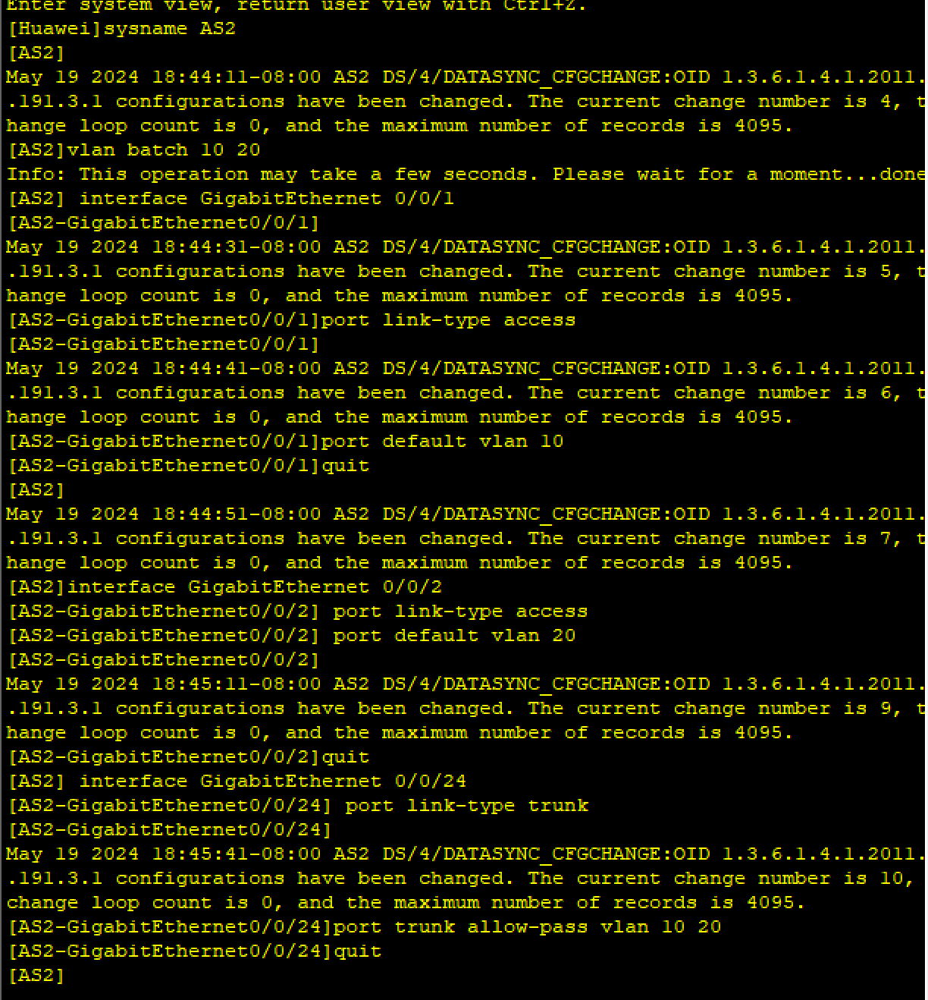 Enter system view, return user view with Ctrl+Z.
[Huawei]sysname AS2
[AS2]
May 19 2024 18:44:11-08:00 AS2 DS/4/DATASYNC_CFGCHANGE:OID 1.3.6.1.4.1.2011.
.191.3.1 configurations have been changed. The current change number is 4, t
hange loop count is 0, and the maximum number of records is 4095.
[AS2]vlan batch 10 20
Info: This operation may take a few seconds. Please wait for a moment...done
[AS2] interface GigabitEthernet 0/0/1
[AS2-GigabitEthernet0/0/1]
May 19 2024 18:44:31-08:00 AS2 DS/4/DATASYNC_CFGCHANGE:OID 1.3.6.1.4.1.2011.
.191.3.1 configurations have been changed. The current change number is 5, t
hange loop count is 0, and the maximum number of records is 4095.
[AS2-GigabitEthernet0/0/1]port link-type access
[AS2-GigabitEthernet0/0/1]
May 19 2024 18:44:41-08:00 AS2 DS/4/DATASYNC_CFGCHANGE:OID 1.3.6.1.4.1.2011.
.191.3.1 configurations have been changed. The current change number is 6, t
hange loop count is 0, and the maximum number of records is 4095.
[AS2-GigabitEthernet0/0/1]port default vlan 10
[AS2-GigabitEthernet0/0/1]quit
[AS2]
May 19 2024 18:44:51-08:00 AS2 DS/4/DATASYNC_CFGCHANGE:OID 1.3.6.1.4.1.2011.
.191.3.1 configurations have been changed. The current change number is 7, t
hange loop count is 0, and the maximum number of records is 4095.
[AS2]interface GigabitEthernet 0/0/2
[AS2-GigabitEthernet0/0/2] port link-type access
[AS2-GigabitEthernet0/0/2] port default vlan 20
[AS2-GigabitEthernet0/0/2]
May 19 2024 18:45:11-08:00 AS2 DS/4/DATASYNC_CFGCHANGE:OID 1.3.6.1.4.1.2011.
.191.3.1 configurations have been changed. The current change number is 9, t
hange loop count is 0, and the maximum number of records is 4095.
[AS2-GigabitEthernet0/0/2]quit
[AS2] interface GigabitEthernet 0/0/24
[AS2-GigabitEthernet0/0/24] port link-type trunk
[AS2-GigabitEthernet0/0/24]
May 19 2024 18:45:41-08:00 AS2 DS/4/DATASYNC_CFGCHANGE:OID 1.3.6.1.4.1.2011.
.191.3.1 configurations have been changed. The current change number is 10,
change loop count is 0, and the maximum number of records is 4095.
[AS2-GigabitEthernet0/0/24]port trunk allow-pass vlan 10 20
[AS2-GigabitEthernet0/0/24]quit
[AS2]